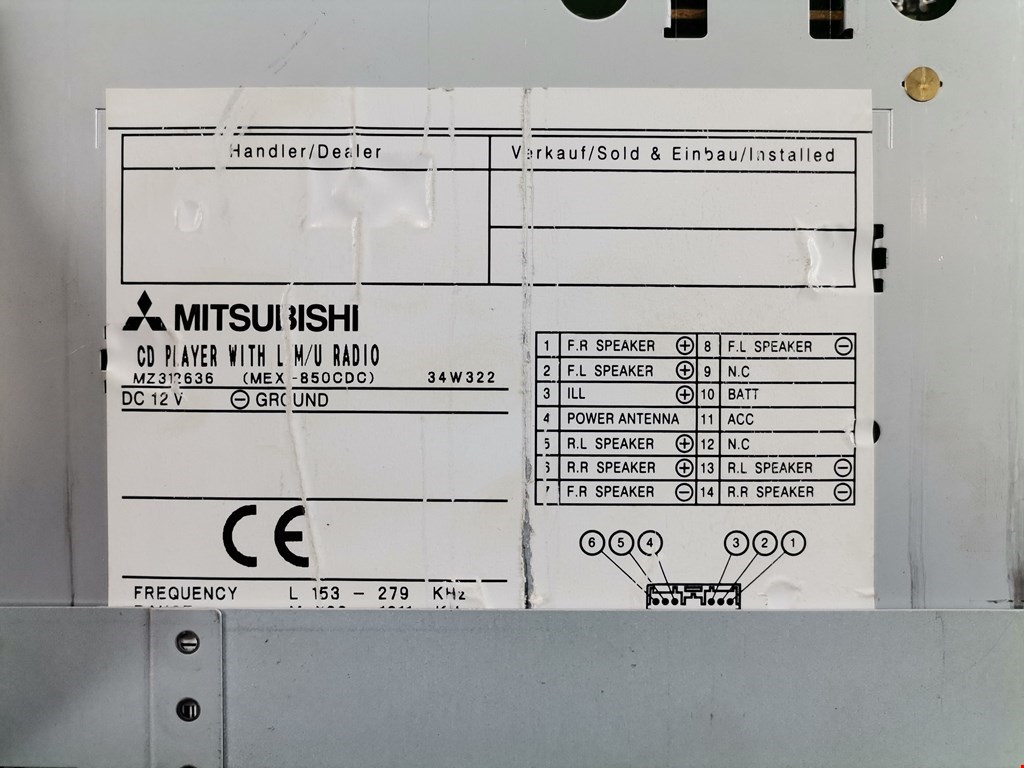 Handler/Dealer
Verkauf/Sold & Einbau/Installed
MITSUBISHI
CD PLAYER WITH L/M/U RADIO
MZ312636 (MEX-850CDC) 34W322
DC 12 V ⊖ GROUND
1 F.R SPEAKER ⊕ 8 F.L SPEAKER ⊖
2 F.L SPEAKER ⊕ 9 N.C
3 ILL ⊕ 10 BATT
4 POWER ANTENNA 11 ACC
5 R.L SPEAKER ⊕ 12 N.C
6 R.R SPEAKER ⊕ 13 R.L SPEAKER ⊖
7 F.R SPEAKER ⊖ 14 R.R SPEAKER ⊖
CE
6 5 4 3 2 1
FREQUENCY L 153 - 279 KHz